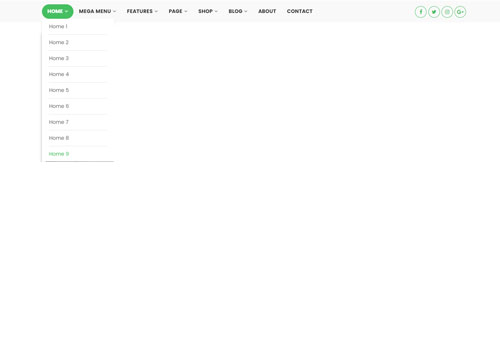 HOME MEGA MENU FEATURES PAGE SHOP BLOG ABOUT CONTACT
Home 1
Home 2
Home 3
Home 4
Home 5
Home 6
Home 7
Home 8
Home 9